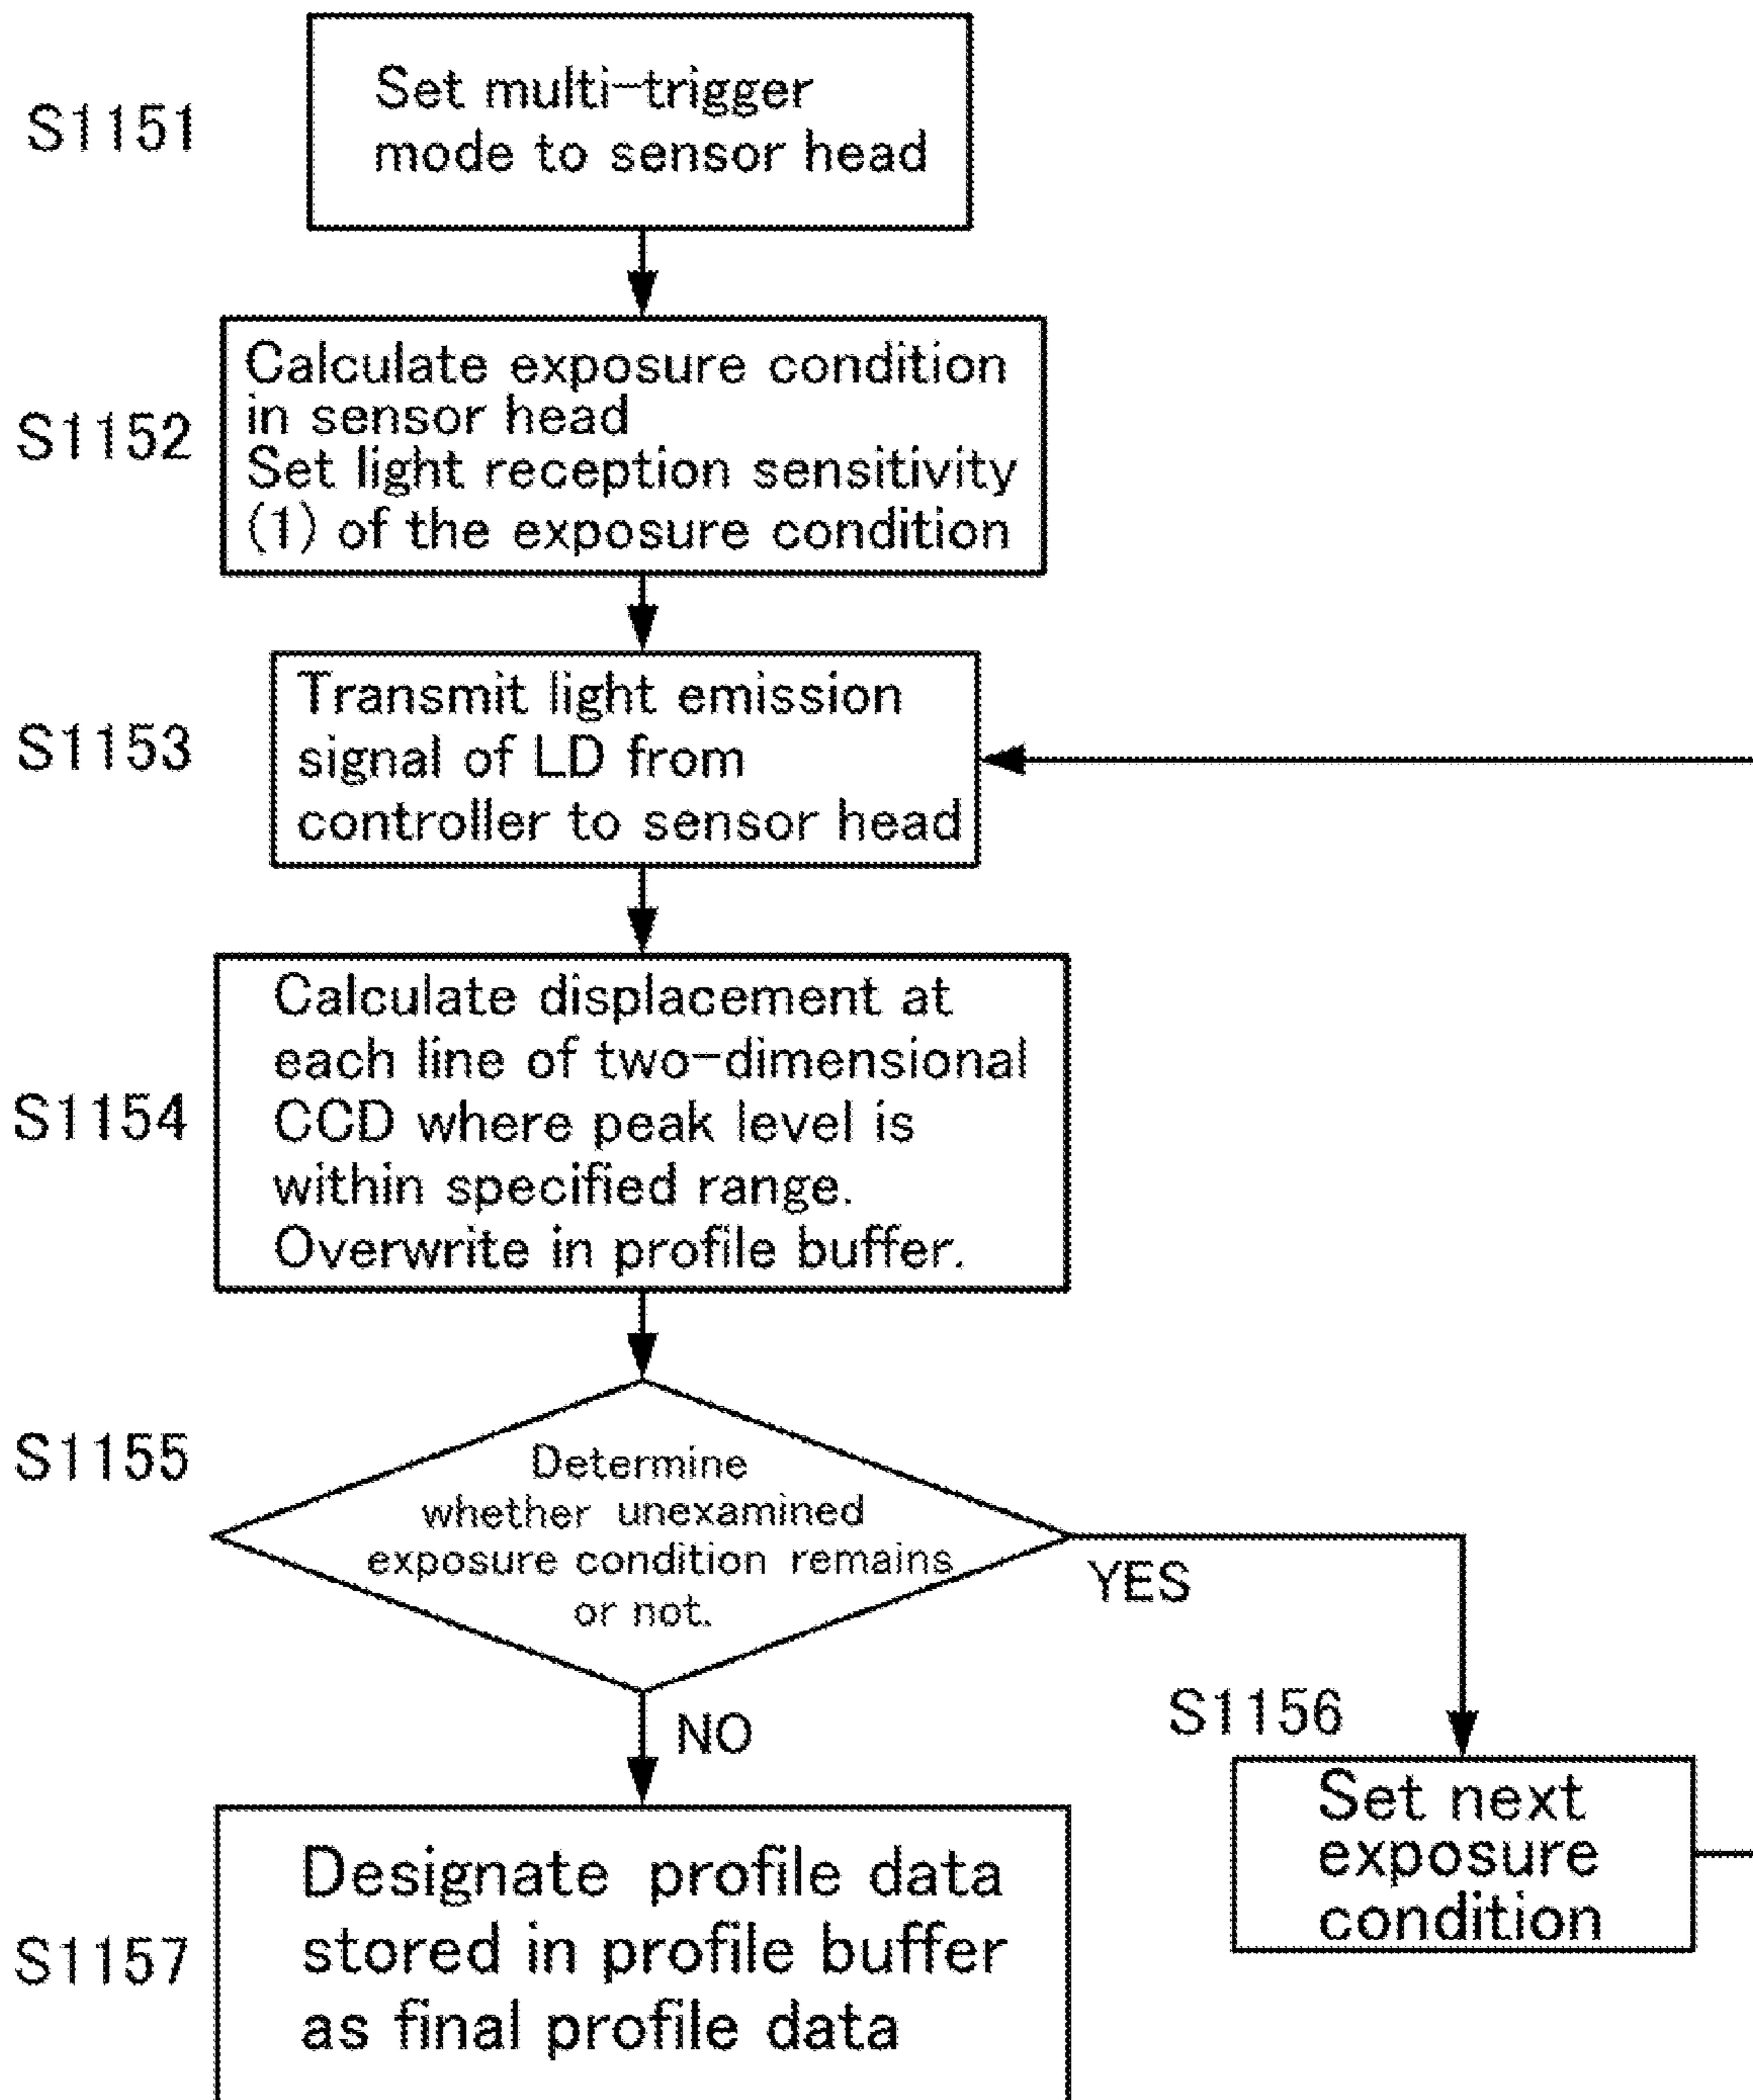 S1151
Set multi-trigger
mode to sensor head
S1152
Calculate exposure condition
in sensor head
Set light reception sensitivity
(1) of the exposure condition
S1153
Transmit light emission
signal of LD from
controller to sensor head
S1154
Calculate displacement at
each line of two-dimensional
CCD where peak level is
within specified range.
Overwrite in profile buffer.
S1155
Determine
whether unexamined
exposure condition remains
or not.
YES
NO
S1156
Set next
exposure
condition
S1157
Designate profile data
stored in profile buffer
as final profile data